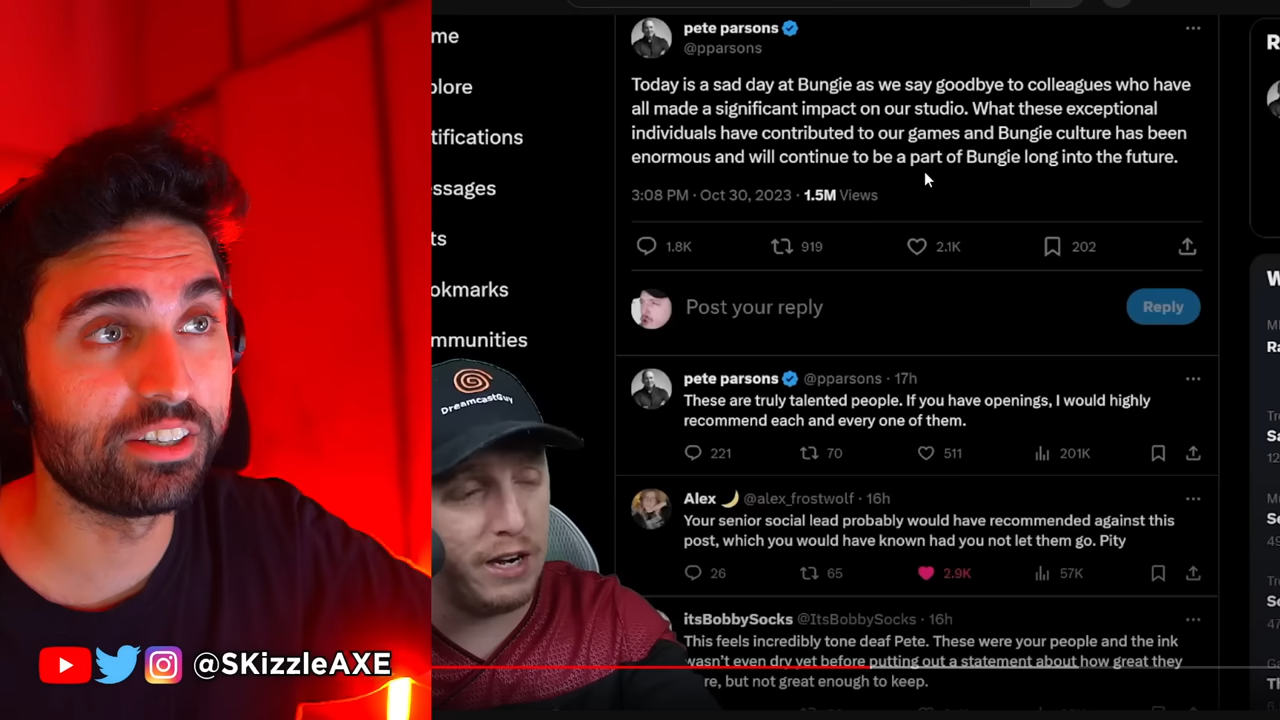 me
plore
tifications
ssages
ts
okmarks
mmunities
pete parsons
@pparsons
Today is a sad day at Bungie as we say goodbye to colleagues who have
all made a significant impact on our studio. What these exceptional
individuals have contributed to our games and Bungie culture has been
enormous and will continue to be a part of Bungie long into the future.
3:08 PM · Oct 30, 2023 · 1.5M Views
1.8K 919 2.1K 202
Post your reply
Reply
pete parsons @pparsons · 17h
These are truly talented people. If you have openings, I would highly
recommend each and every one of them.
221 70 511 201K
Alex @alex_frostwolf · 16h
Your senior social lead probably would have recommended against this
post, which you would have known had you not let them go. Pity
26 65 2.9K 57K
itsBobbySocks @ItsBobbySocks · 16h
This feels incredibly tone deaf Pete. These were your people and the ink
wasn't even dry yet before putting out a statement about how great they
re, but not great enough to keep.
DreamcastGuy
@SKizzleAXE